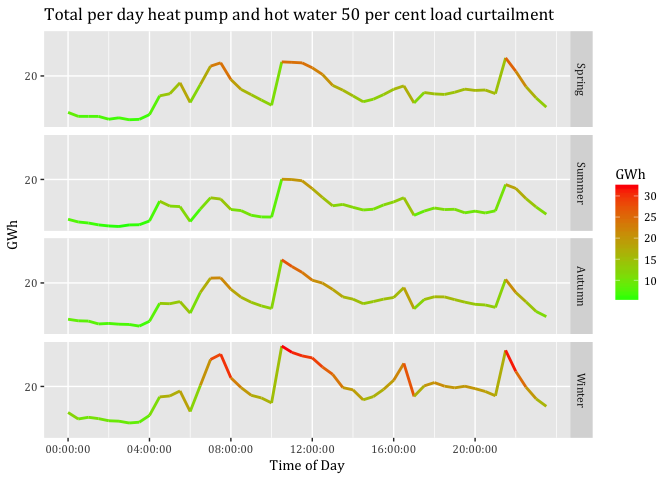 Total per day heat pump and hot water 50 per cent load curtailment
GWh
20
Spring
20
Summer
20
Autumn
20
Winter
00:00:00 04:00:00 08:00:00 12:00:00 16:00:00 20:00:00
Time of Day
GWh
30
25
20
15
10